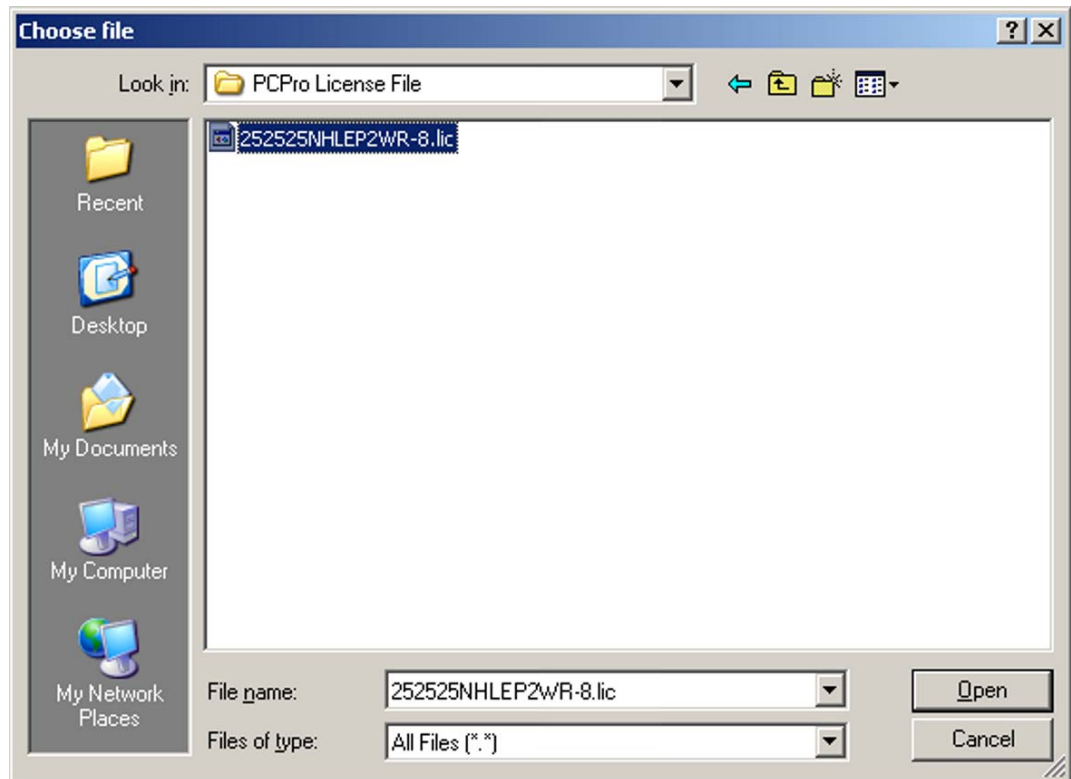 Choose file
Look in: PCPro License File
252525NHLEP2WR-8.lic
Recent
Desktop
My Documents
My Computer
My Network
Places
File name: 252525NHLEP2WR-8.lic Open
Files of type: All Files (*.*) Cancel